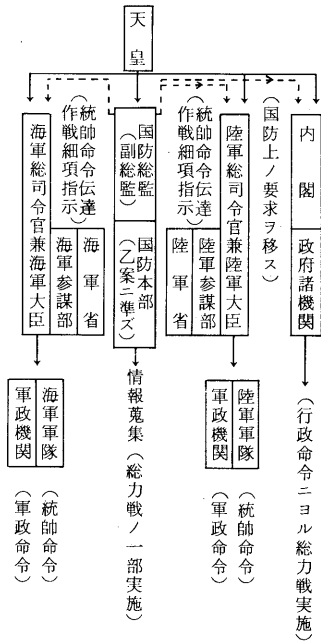 天皇
内閣
政府諸機関
(行政命令ニヨル総力戦実施)
(国防上ノ要求ヲ移ス)
陸軍総司令官兼陸軍大臣
陸軍参謀部
陸軍省
陸軍軍隊
(統帥命令)
軍政機関
(軍政命令)
(統帥命令伝達)
作戦細項指示)
国防総監
(副総監)
国防本部
(乙案ニ準ズ)
情報蒐集(総力戦ノ一部実施)
海軍省
海軍参謀部
(統帥命令伝達)
作戦細項指示)
海軍総司令官兼海軍大臣
海軍軍隊
(統帥命令)
軍政機関
(軍政命令)